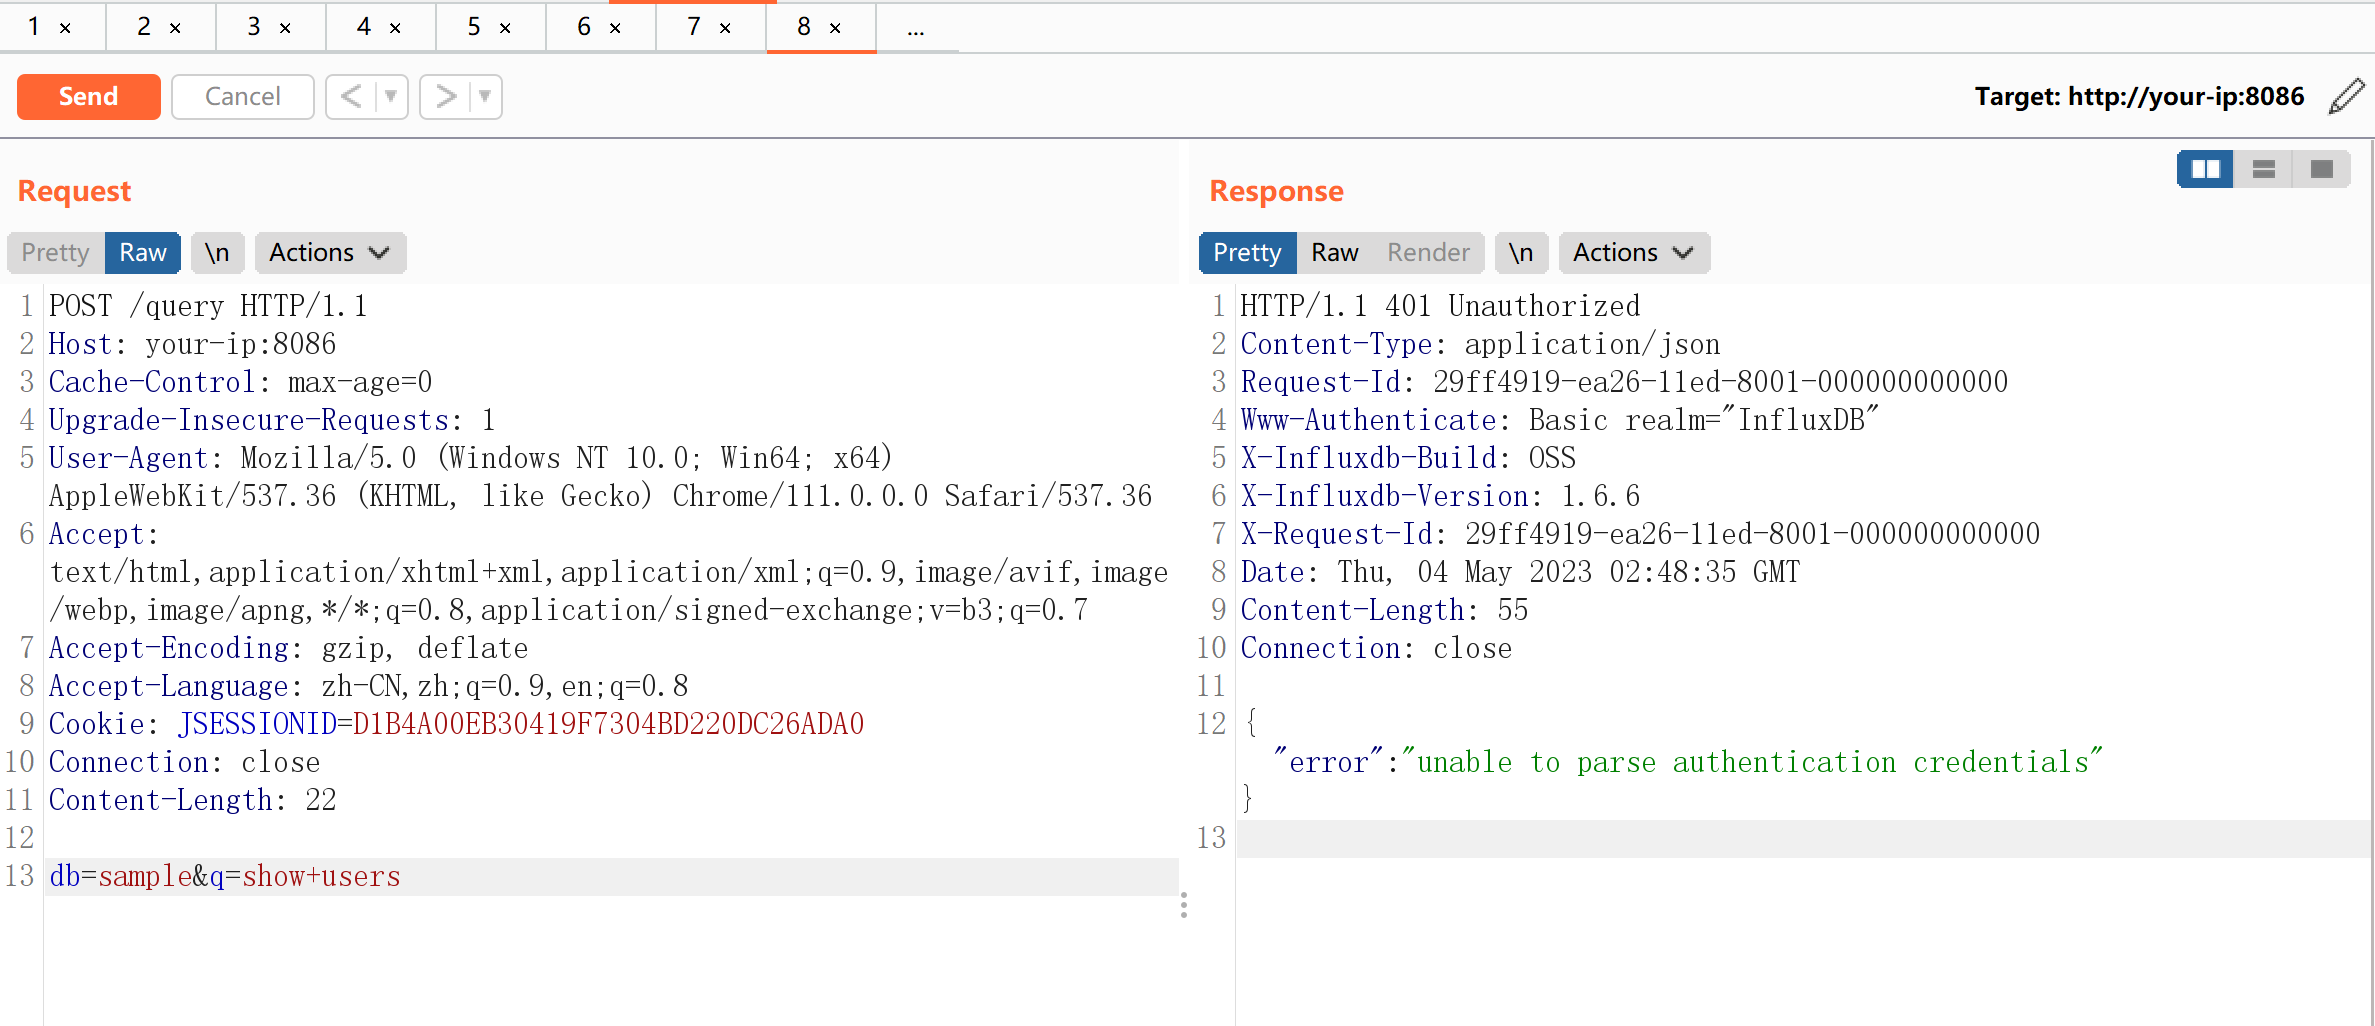 1 × 2 × 3 × 4 × 5 × 6 × 7 × 8 × ...
Send Cancel < > Target: http://your-ip:8086
Request
Pretty Raw \n Actions
1 POST /query HTTP/1.1
2 Host: your-ip:8086
3 Cache-Control: max-age=0
4 Upgrade-Insecure-Requests: 1
5 User-Agent: Mozilla/5.0 (Windows NT 10.0; Win64; x64)
AppleWebKit/537.36 (KHTML, like Gecko) Chrome/111.0.0.0 Safari/537.36
6 Accept:
text/html,application/xhtml+xml,application/xml;q=0.9,image/avif,image
/webp,image/apng,*/*;q=0.8,application/signed-exchange;v=b3;q=0.7
7 Accept-Encoding: gzip, deflate
8 Accept-Language: zh-CN,zh;q=0.9,en;q=0.8
9 Cookie: JSESSIONID=D1B4A00EB30419F7304BD220DC26ADA0
10 Connection: close
11 Content-Length: 22
12
13 db=sample&q=show+users
Response
Pretty Raw Render \n Actions
1 HTTP/1.1 401 Unauthorized
2 Content-Type: application/json
3 Request-Id: 29ff4919-ea26-11ed-8001-000000000000
4 Www-Authenticate: Basic realm="InfluxDB"
5 X-Influxdb-Build: OSS
6 X-Influxdb-Version: 1.6.6
7 X-Request-Id: 29ff4919-ea26-11ed-8001-000000000000
8 Date: Thu, 04 May 2023 02:48:35 GMT
9 Content-Length: 55
10 Connection: close
11
12 {
"error":"unable to parse authentication credentials"
}
13